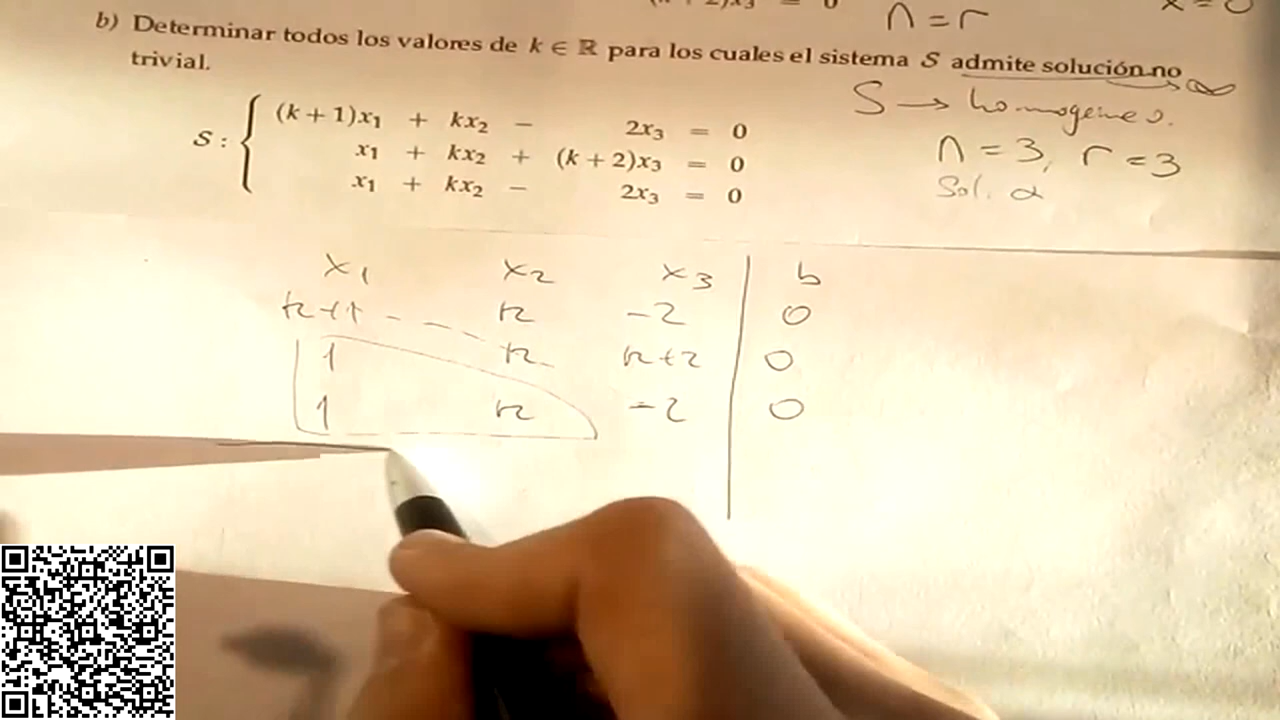 n = r
b) Determinar todos los valores de k ∈ ℝ para los cuales el sistema S admite solución no
trivial.
→ ∞
S → homogeneo.
n = 3, r = 3
Sol. α
S : { (k + 1)x₁ + kx₂ − 2x₃ = 0
x₁ + kx₂ + (k + 2)x₃ = 0
x₁ + kx₂ − 2x₃ = 0
x₁ x₂ x₃ | b
k+1 k −2 | 0
1 k k+2 | 0
1 k −2 | 0